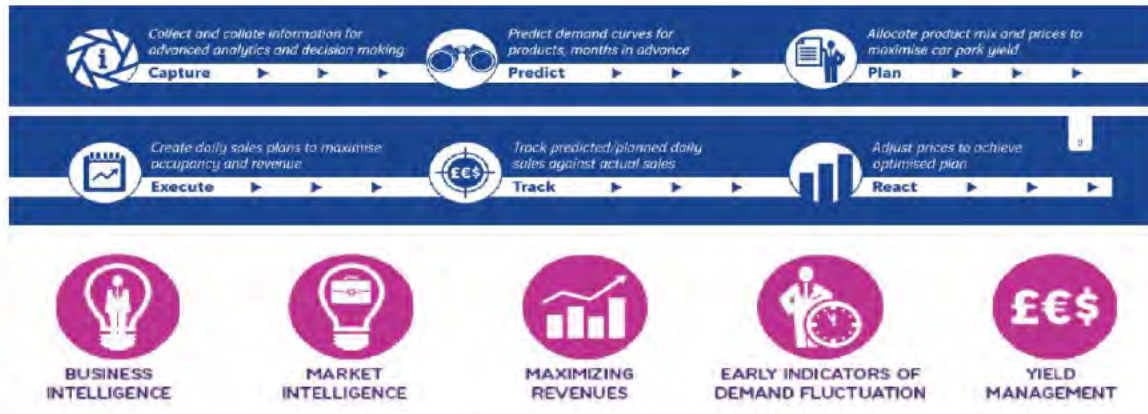 Collect and collate information for
advanced analytics and decision making
Capture
Predict demand curves for
products, months in advance
Predict
Allocate product mix and prices to
maximise car park yield
Plan
Create daily sales plans to maximise
occupancy and revenue
Execute
Track predicted/planned daily
sales against actual sales
£€$
Track
Adjust prices to achieve
optimised plan
React
BUSINESS
INTELLIGENCE
MARKET
INTELLIGENCE
MAXIMIZING
REVENUES
EARLY INDICATORS OF
DEMAND FLUCTUATION
£€$
YIELD
MANAGEMENT